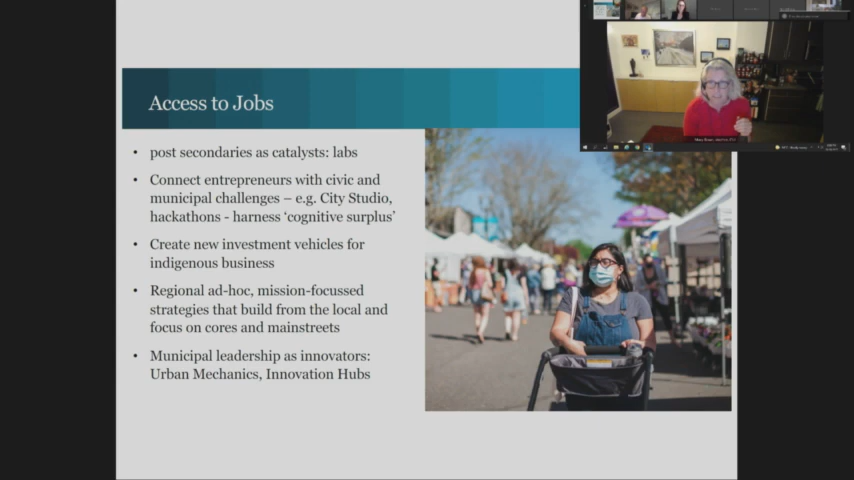 Access to Jobs
• post secondaries as catalysts: labs
• Connect entrepreneurs with civic and
municipal challenges – e.g. City Studio,
hackathons - harness ‘cognitive surplus’
• Create new investment vehicles for
indigenous business
• Regional ad-hoc, mission-focussed
strategies that build from the local and
focus on cores and mainstreets
• Municipal leadership as innovators:
Urban Mechanics, Innovation Hubs